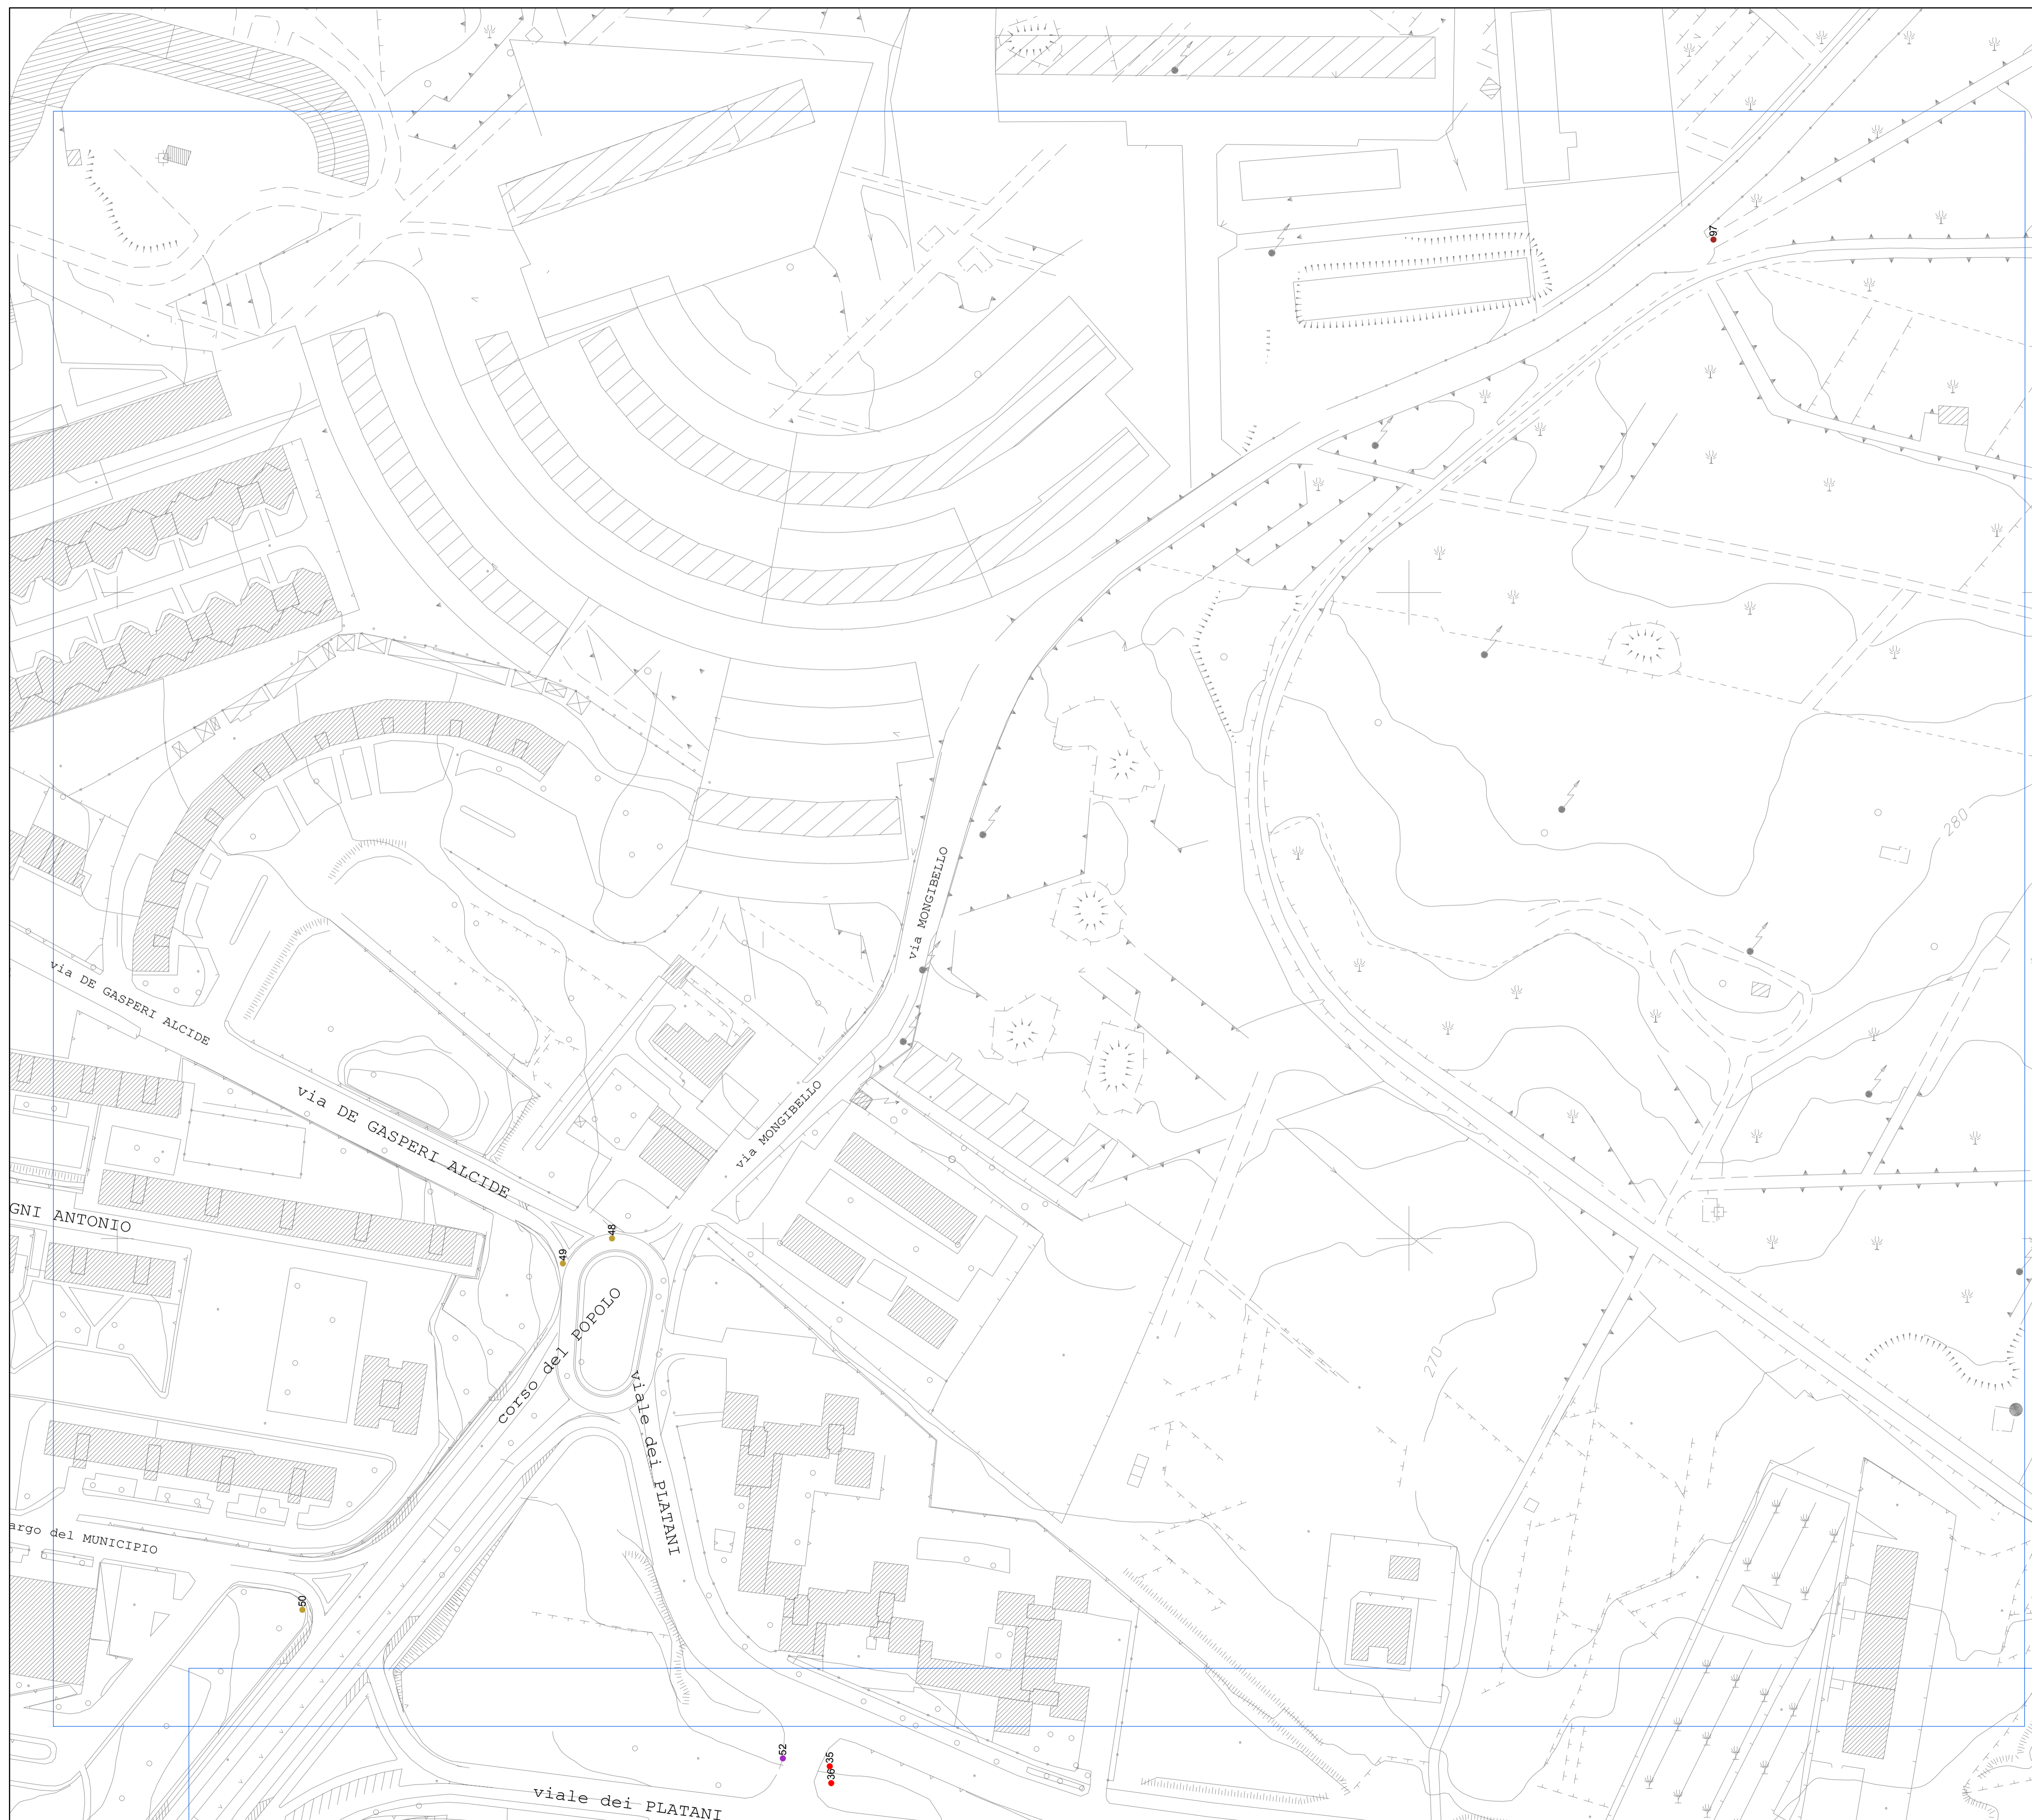 97
280
via MONGIBELLO
via DE GASPERI ALCIDE
via DE GASPERI ALCIDE
via MONGIBELLO
GNI ANTONIO
48
49
corso del POPOLO
270
viale dei PLATANI
argo del MUNICIPIO
50
52
35
36
viale dei PLATANI